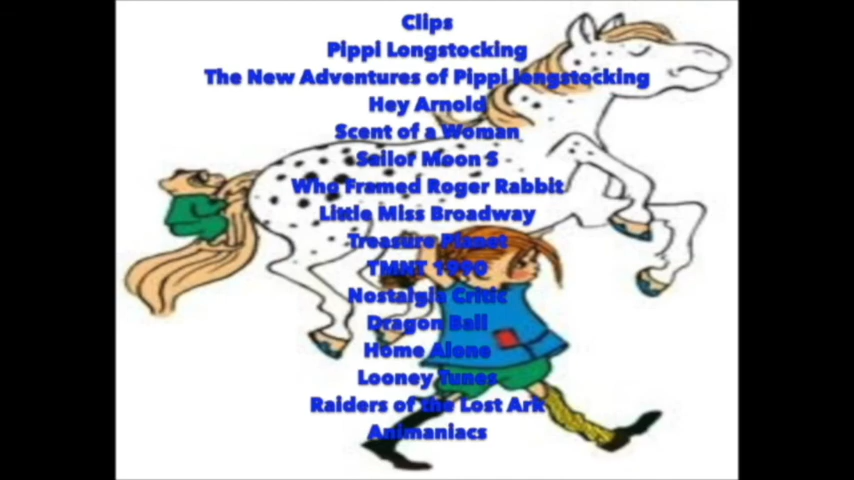 Clips
Pippi Longstocking
The New Adventures of Pippi longstocking
Hey Arnold
Scent of a Woman
Sailor Moon S
Who Framed Roger Rabbit
Little Miss Broadway
Treasure Planet
TMNT 1990
Nostalgia Critic
Dragon Ball
Home Alone
Looney Tunes
Raiders of the Lost Ark
Animaniacs